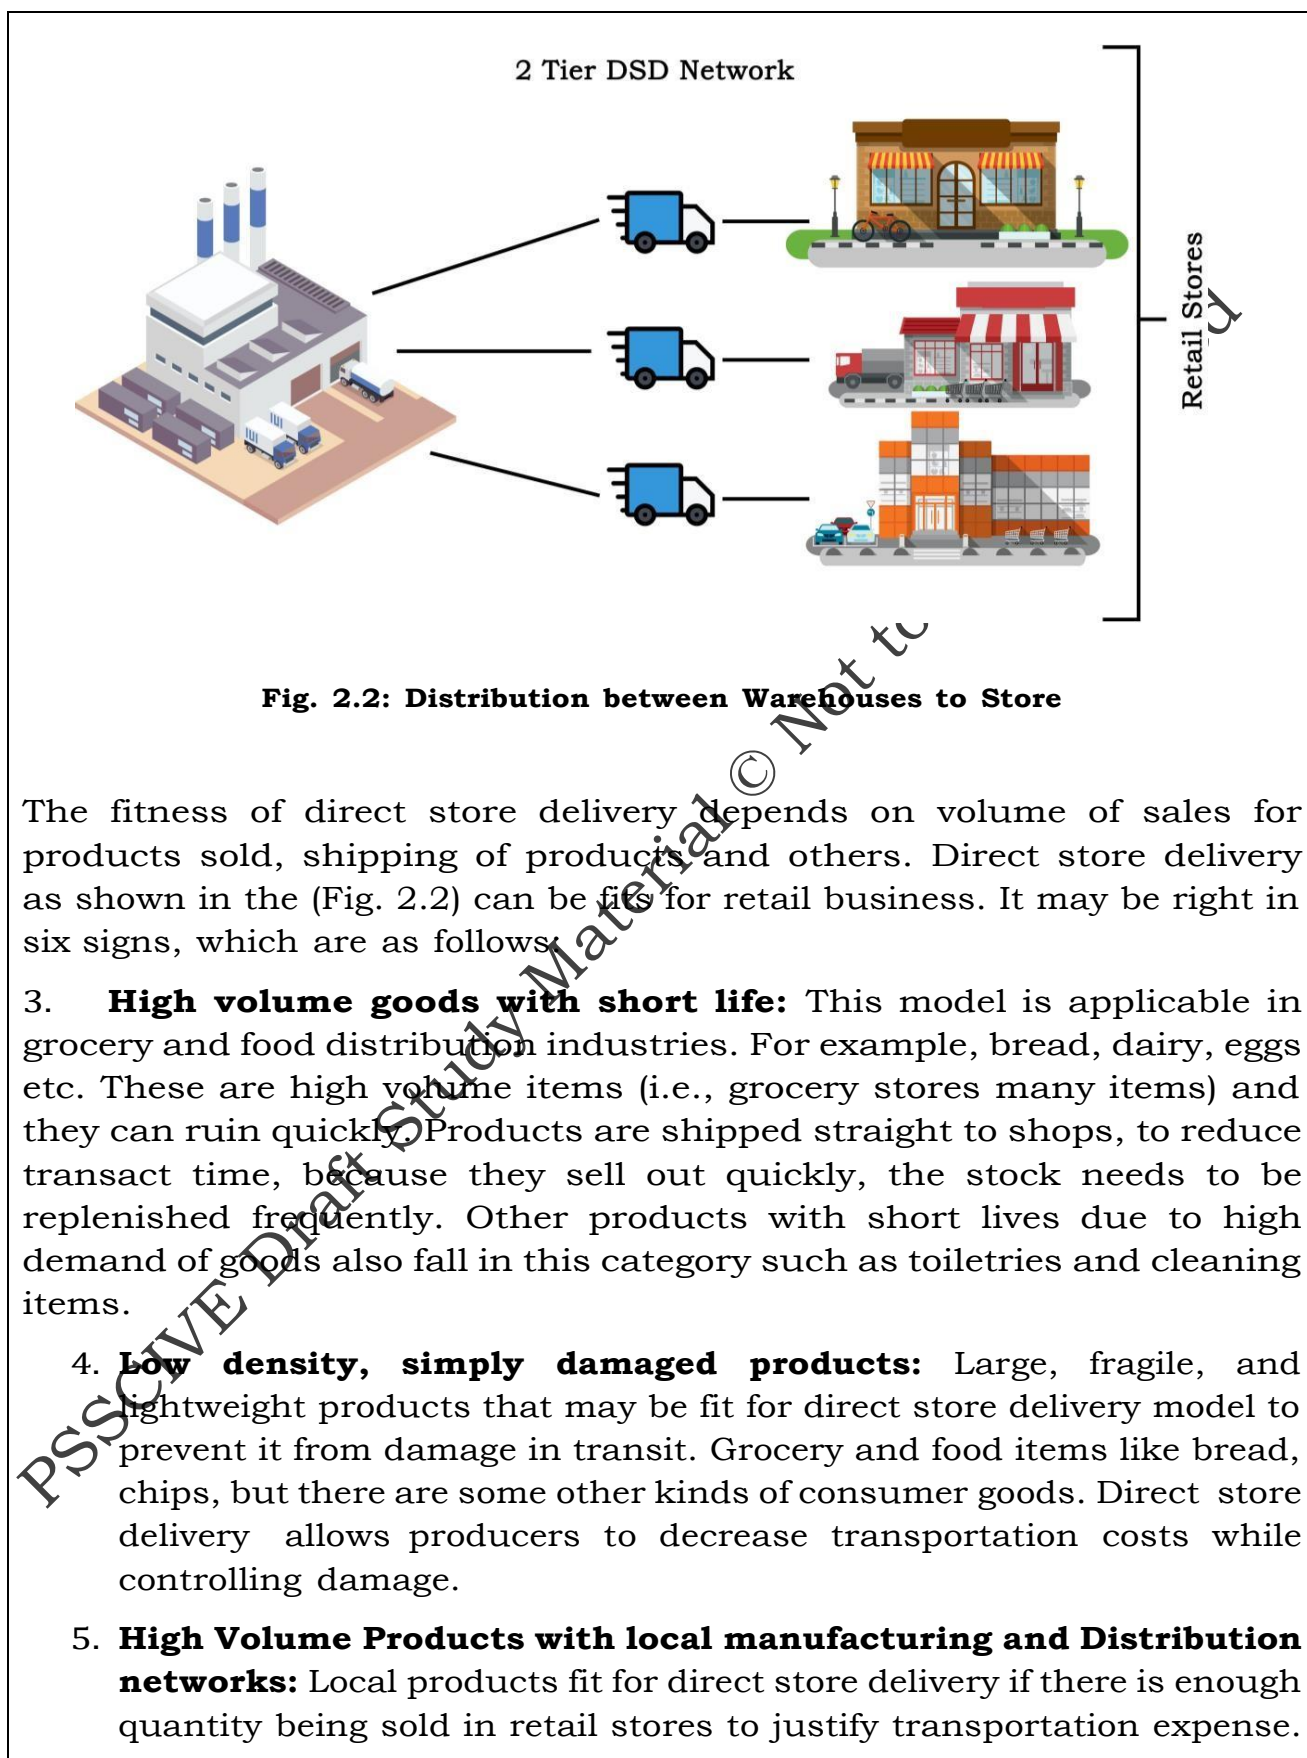 2 Tier DSD Network
Retail Stores
Fig. 2.2: Distribution between Warehouses to Store
The fitness of direct store delivery depends on volume of sales for
products sold, shipping of products and others. Direct store delivery
as shown in the (Fig. 2.2) can be fits for retail business. It may be right in
six signs, which are as follows:
3. High volume goods with short life: This model is applicable in
grocery and food distribution industries. For example, bread, dairy, eggs
etc. These are high volume items (i.e., grocery stores many items) and
they can ruin quickly. Products are shipped straight to shops, to reduce
transact time, because they sell out quickly, the stock needs to be
replenished frequently. Other products with short lives due to high
demand of goods also fall in this category such as toiletries and cleaning
items.
4. Low density, simply damaged products: Large, fragile, and
lightweight products that may be fit for direct store delivery model to
prevent it from damage in transit. Grocery and food items like bread,
chips, but there are some other kinds of consumer goods. Direct store
delivery allows producers to decrease transportation costs while
controlling damage.
5. High Volume Products with local manufacturing and Distribution
networks: Local products fit for direct store delivery if there is enough
quantity being sold in retail stores to justify transportation expense.
PSSCIVE Draft Study Material © Not to